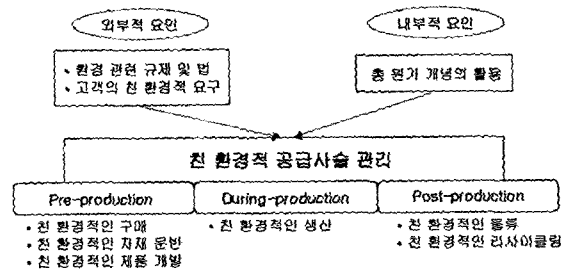 외부적 요인
내부적 요인
• 환경 관련 규제 및 법
• 고객의 친 환경적 요구
총 원가 개념의 활용
친 환경적 공급사슬 관리
Pre-production
During-production
Post-production
• 친 환경적인 구매
• 친 환경적인 자재 운반
• 친 환경적인 제품 개발
• 친 환경적인 생산
• 친 환경적인 물류
• 친 환경적인 리사이클링